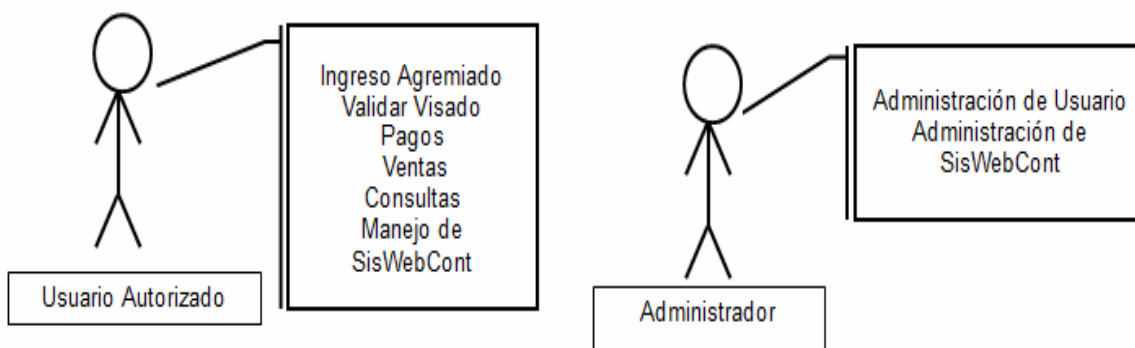 Ingreso Agremiado
Validar Visado
Pagos
Ventas
Consultas
Manejo de
SisWebCont
Usuario Autorizado
Administración de Usuario
Administración de
SisWebCont
Administrador